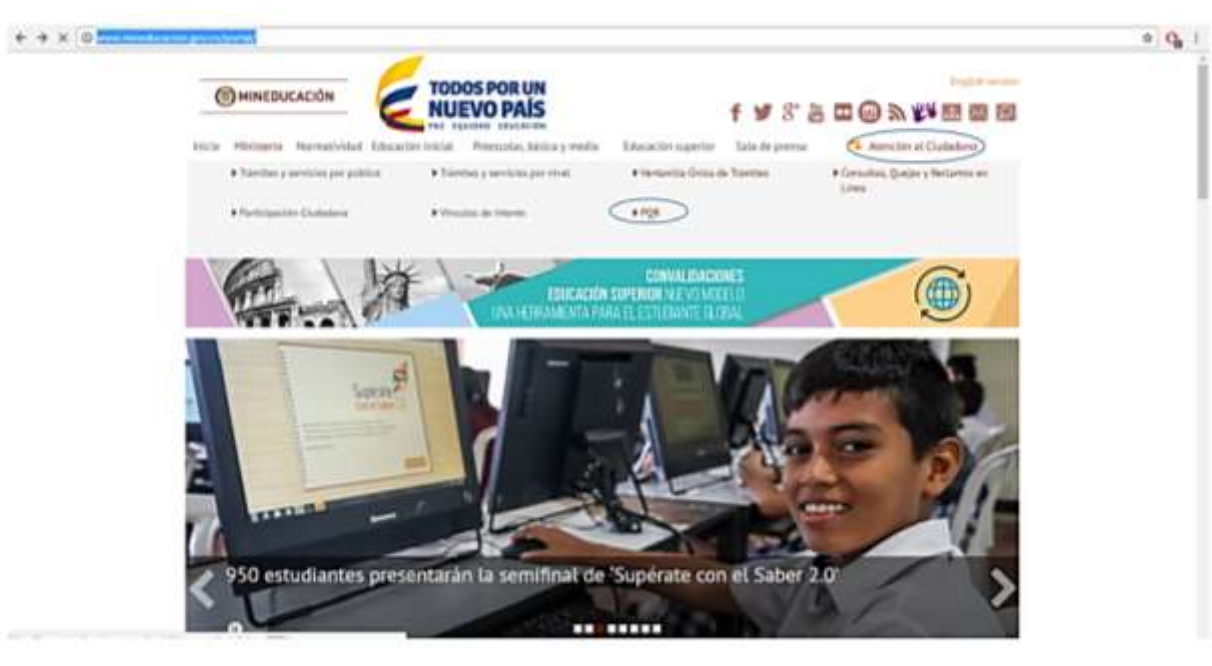 English version
MINEDUCACIÓN
TODOS POR UN
NUEVO PAÍS
PAZ EQUIDAD EDUCACIÓN
Inicio Ministerio Normatividad Educación inicial Preescolar, básica y media Educación superior Sala de prensa Atención al Ciudadano
Trámites y servicios por público Trámites y servicios por nivel Ventanilla Única de Trámites Consultas, Quejas y Reclamos en
Línea
Participación Ciudadana Vínculos de Interés PQR
CONVALIDACIONES
EDUCACIÓN SUPERIOR NUEVO MODELO
UNA HERRAMIENTA PARA EL ESTUDIANTE GLOBAL
Supérate
950 estudiantes presentarán la semifinal de 'Supérate con el Saber 2.0'